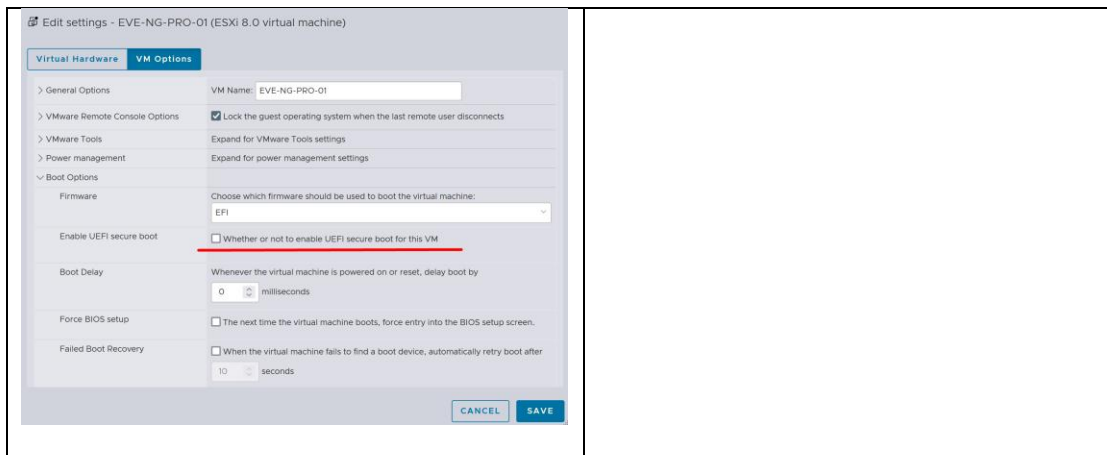 Edit settings - EVE-NG-PRO-01 (ESXi 8.0 virtual machine)
Virtual Hardware VM Options
General Options VM Name: EVE-NG-PRO-01
VMware Remote Console Options Lock the guest operating system when the last remote user disconnects
VMware Tools Expand for VMware Tools settings
Power management Expand for power management settings
Boot Options
Firmware Choose which firmware should be used to boot the virtual machine:
EFI
Enable UEFI secure boot Whether or not to enable UEFI secure boot for this VM
Boot Delay Whenever the virtual machine is powered on or reset, delay boot by
0 milliseconds
Force BIOS setup The next time the virtual machine boots, force entry into the BIOS setup screen.
Failed Boot Recovery When the virtual machine fails to find a boot device, automatically retry boot after
10 seconds
CANCEL SAVE